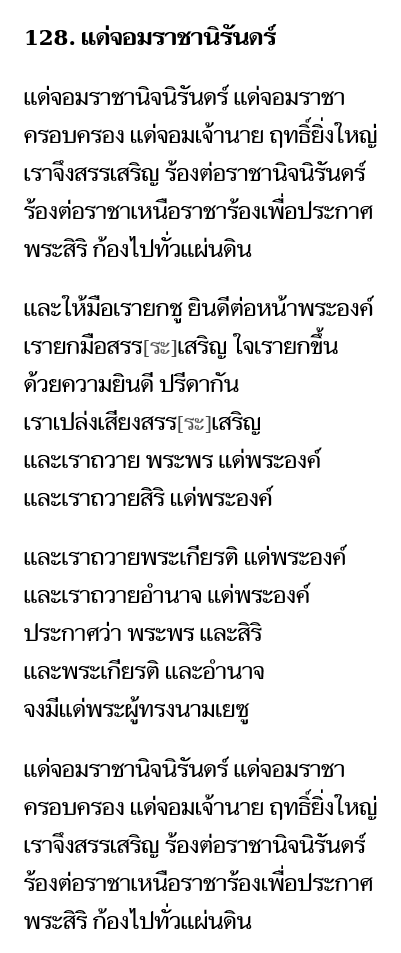 128. แด่จอมราชานิรันดร์
แด่จอมราชานิจนิรันดร์ แด่จอมราชา
ครอบครอง แด่จอมเจ้านาย ฤทธิ์ยิ่งใหญ่
เราจึงสรรเสริญ ร้องต่อราชานิจนิรันดร์
ร้องต่อราชาเหนือราชาร้องเพื่อประกาศ
พระสิริ ก้องไปทั่วแผ่นดิน
และให้มือเรายกชู ยินดีต่อหน้าพระองค์
เรายกมือสรร[ระ]เสริญ ใจเรายกขึ้น
ด้วยความยินดี ปรีดากัน
เราเปล่งเสียงสรร[ระ]เสริญ
และเราถวาย พระพร แด่พระองค์
และเราถวายสิริ แด่พระองค์
และเราถวายพระเกียรติ แด่พระองค์
และเราถวายอำนาจ แด่พระองค์
ประกาศว่า พระพร และสิริ
และพระเกียรติ และอำนาจ
จงมีแด่พระผู้ทรงนามเยซู
แด่จอมราชานิจนิรันดร์ แด่จอมราชา
ครอบครอง แด่จอมเจ้านาย ฤทธิ์ยิ่งใหญ่
เราจึงสรรเสริญ ร้องต่อราชานิจนิรันดร์
ร้องต่อราชาเหนือราชาร้องเพื่อประกาศ
พระสิริ ก้องไปทั่วแผ่นดิน